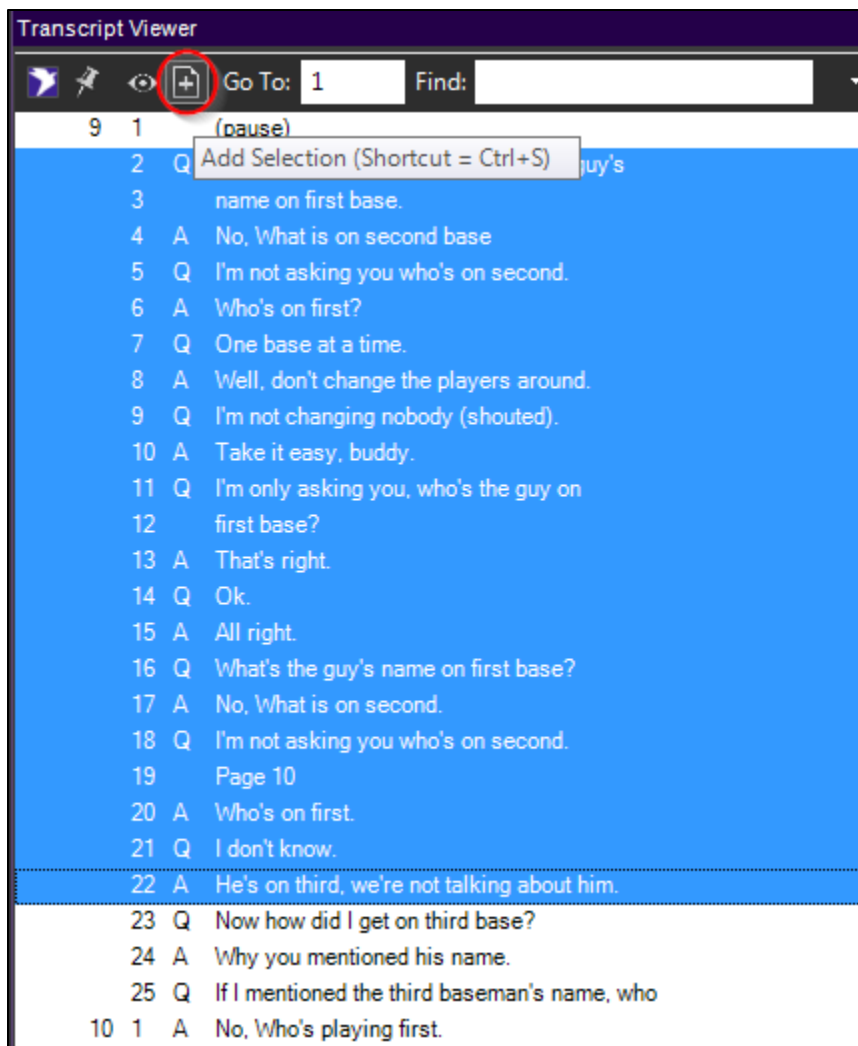 Transcript Viewer
Go To: 1 Find:
9 1 (pause)
Add Selection (Shortcut = Ctrl+S)
2 Q guy's
3 name on first base.
4 A No, What is on second base
5 Q I'm not asking you who's on second.
6 A Who's on first?
7 Q One base at a time.
8 A Well, don't change the players around.
9 Q I'm not changing nobody (shouted).
10 A Take it easy, buddy.
11 Q I'm only asking you, who's the guy on
12 first base?
13 A That's right.
14 Q Ok.
15 A All right.
16 Q What's the guy's name on first base?
17 A No, What is on second.
18 Q I'm not asking you who's on second.
19 Page 10
20 A Who's on first.
21 Q I don't know.
22 A He's on third, we're not talking about him.
23 Q Now how did I get on third base?
24 A Why you mentioned his name.
25 Q If I mentioned the third baseman's name, who
10 1 A No, Who's playing first.